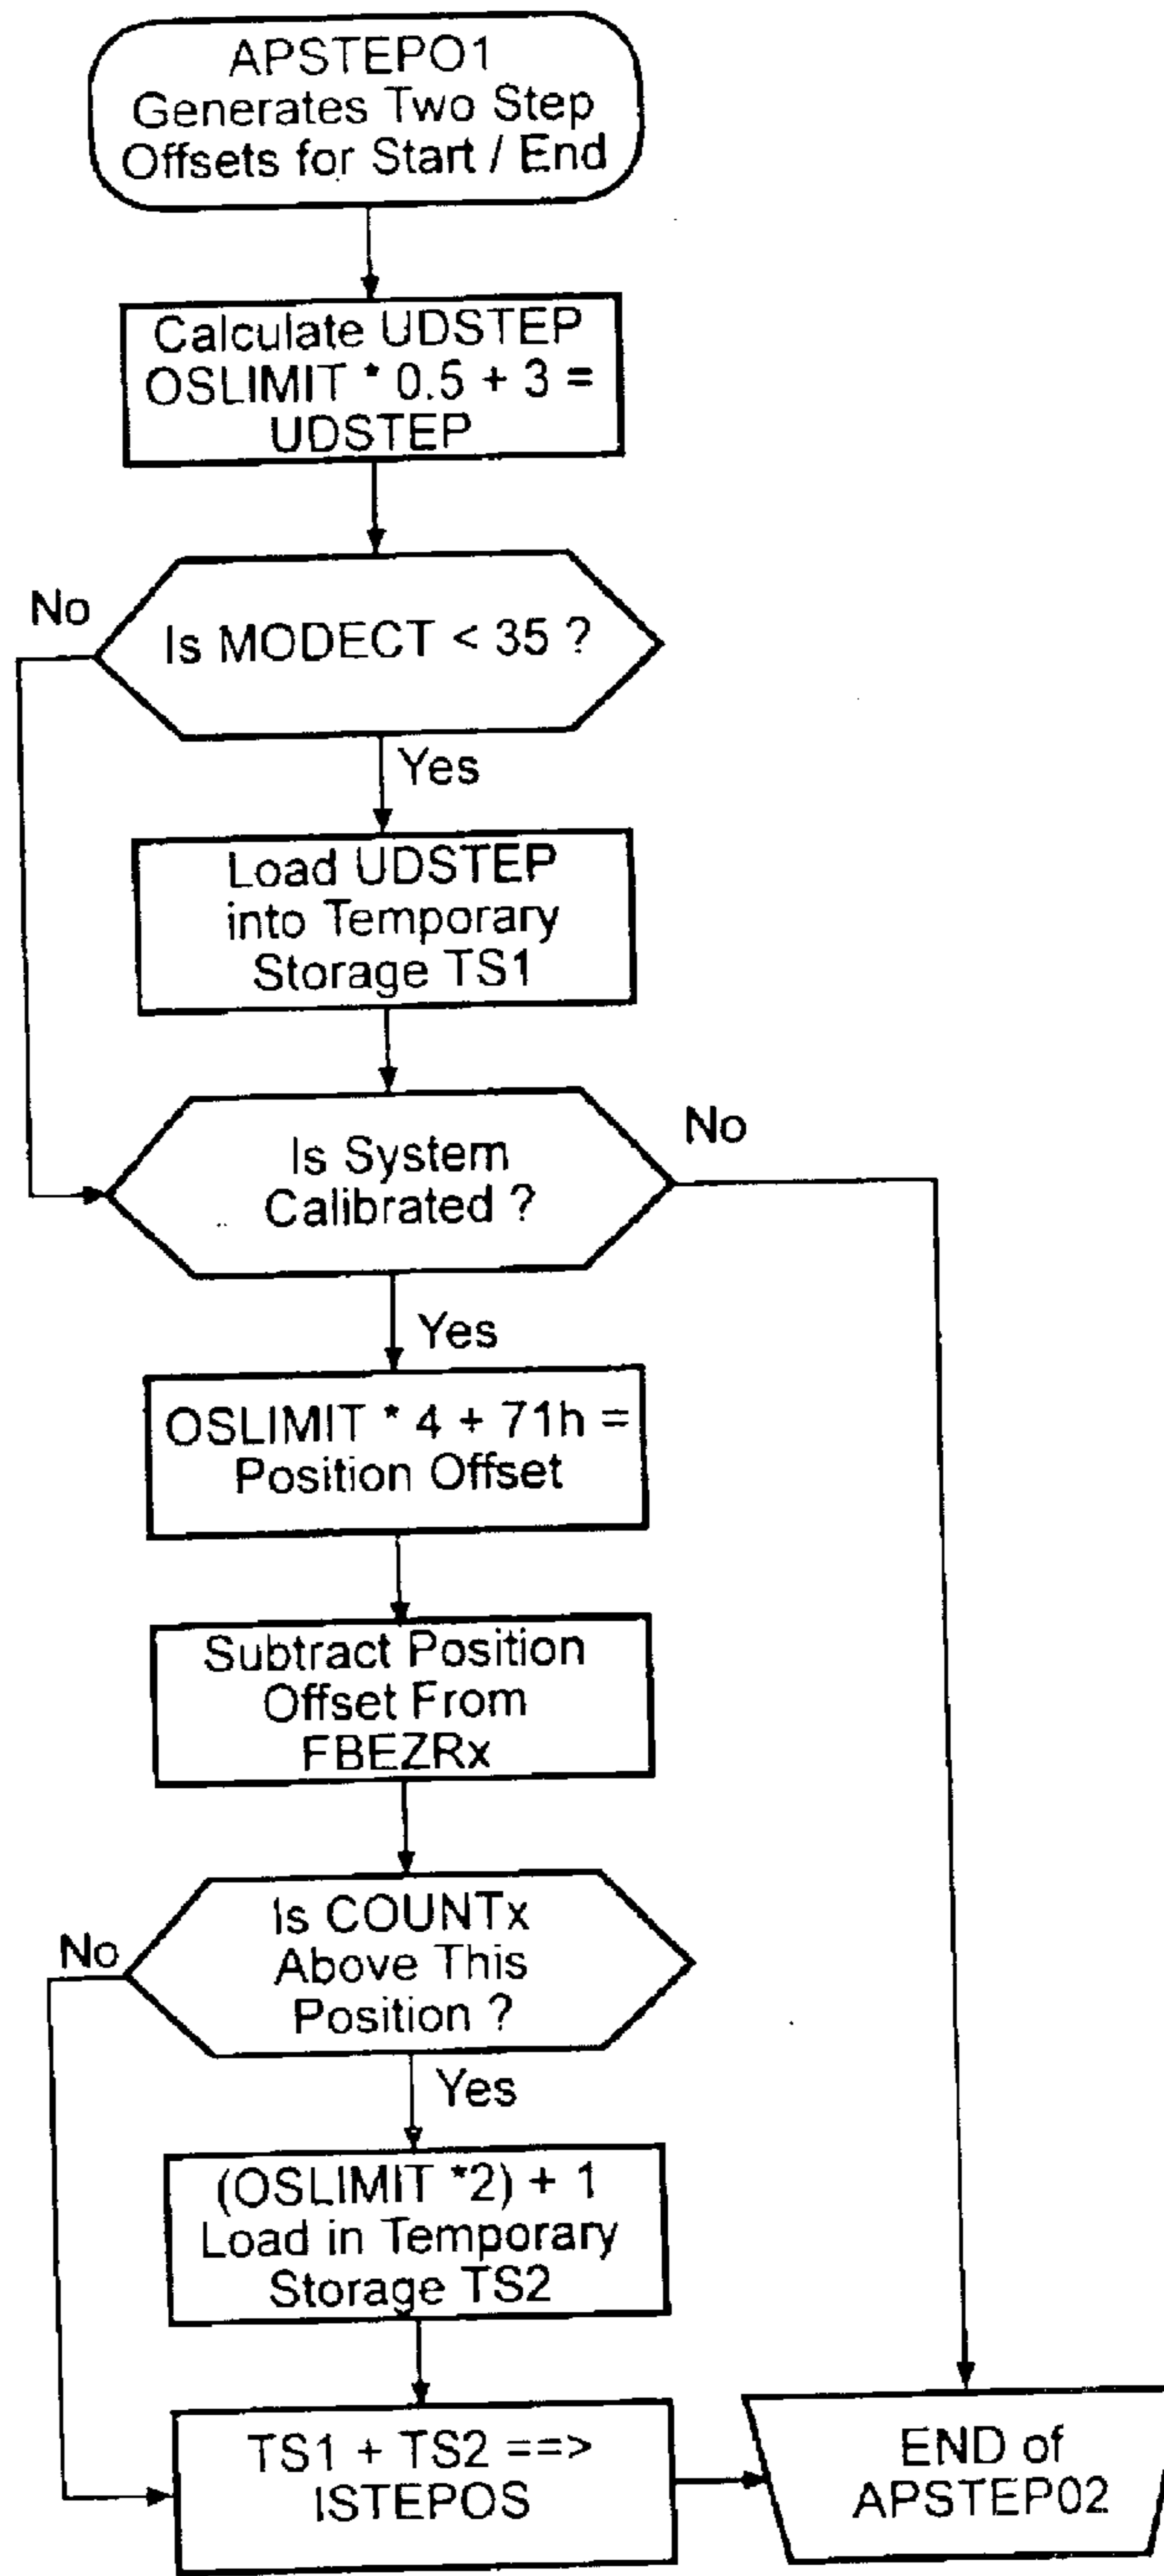 APSTEPO1
Generates Two Step
Offsets for Start / End
Calculate UDSTEP
OSLIMIT * 0.5 + 3 =
UDSTEP
No
Is MODECT < 35 ?
Yes
Load UDSTEP
into Temporary
Storage TS1
No
Is System
Calibrated ?
Yes
OSLIMIT * 4 + 71h =
Position Offset
Subtract Position
Offset From
FBEZRx
No
Is COUNTx
Above This
Position ?
Yes
(OSLIMIT *2) + 1
Load in Temporary
Storage TS2
TS1 + TS2 ==>
ISTEPOS
END of
APSTEP02